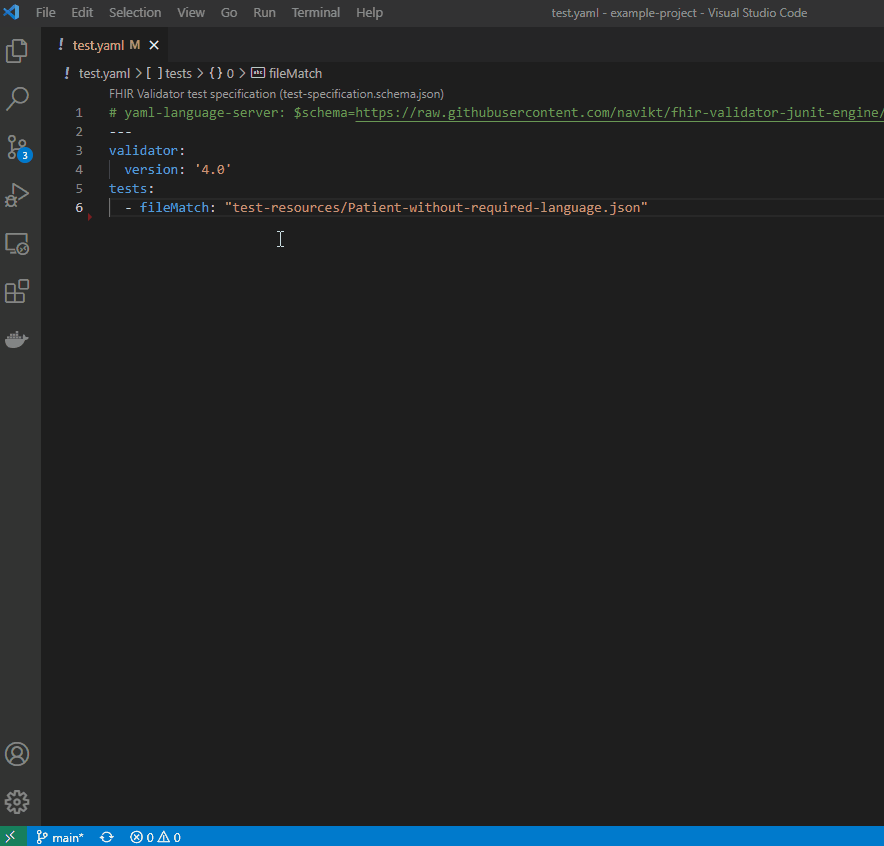 File Edit Selection View Go Run Terminal Help test.yaml - example-project - Visual Studio Code
! test.yaml M
! test.yaml > [ ] tests > {} 0 > abc fileMatch
FHIR Validator test specification (test-specification.schema.json)
1 # yaml-language-server: $schema=https://raw.githubusercontent.com/navikt/fhir-validator-junit-engine/
2 ---
3 validator:
4 version: '4.0'
5 tests:
6 - fileMatch: "test-resources/Patient-without-required-language.json"
3
main* 0 0